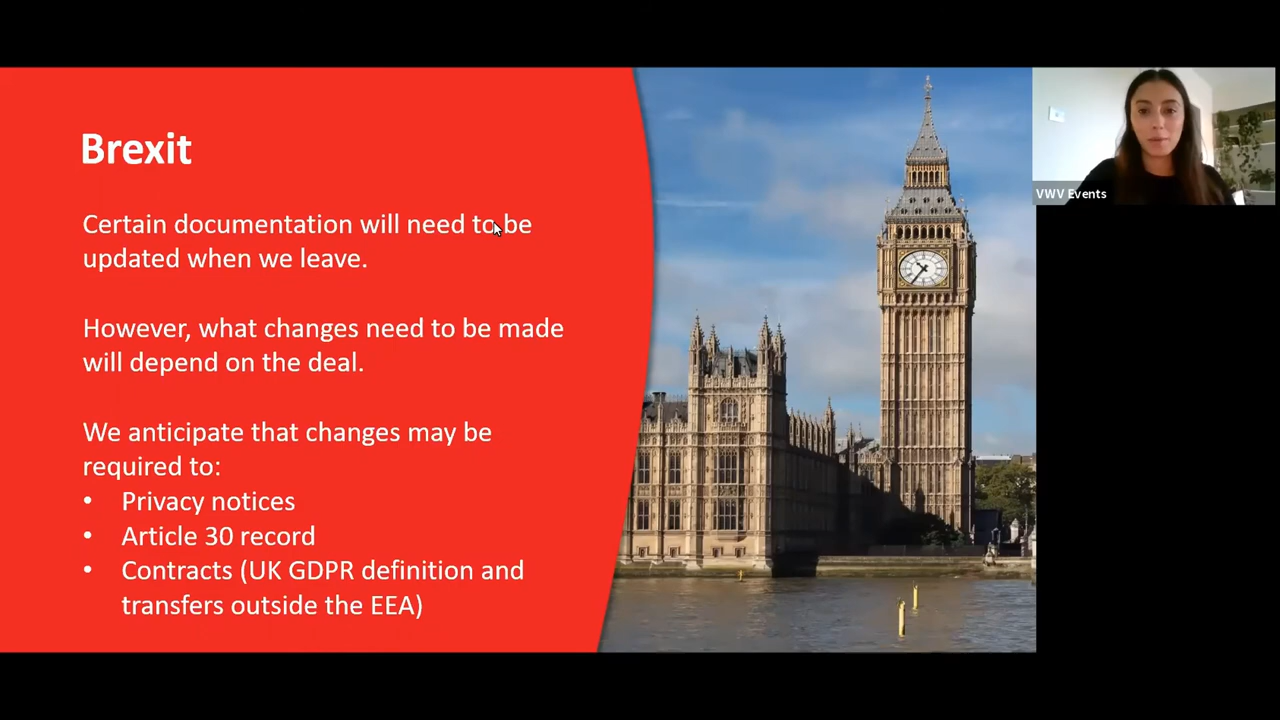 Brexit
Certain documentation will need to be
updated when we leave.
However, what changes need to be made
will depend on the deal.
We anticipate that changes may be
required to:
• Privacy notices
• Article 30 record
• Contracts (UK GDPR definition and
transfers outside the EEA)
VWV Events